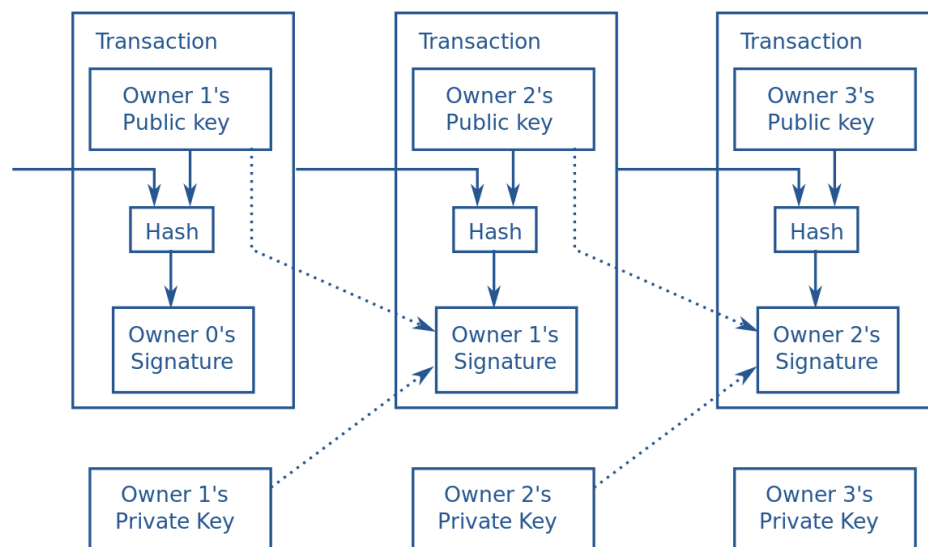 Transaction
Owner 1's
Public key
Hash
Owner 0's
Signature
Transaction
Owner 2's
Public key
Hash
Owner 1's
Signature
Transaction
Owner 3's
Public key
Hash
Owner 2's
Signature
Owner 1's
Private Key
Owner 2's
Private Key
Owner 3's
Private Key